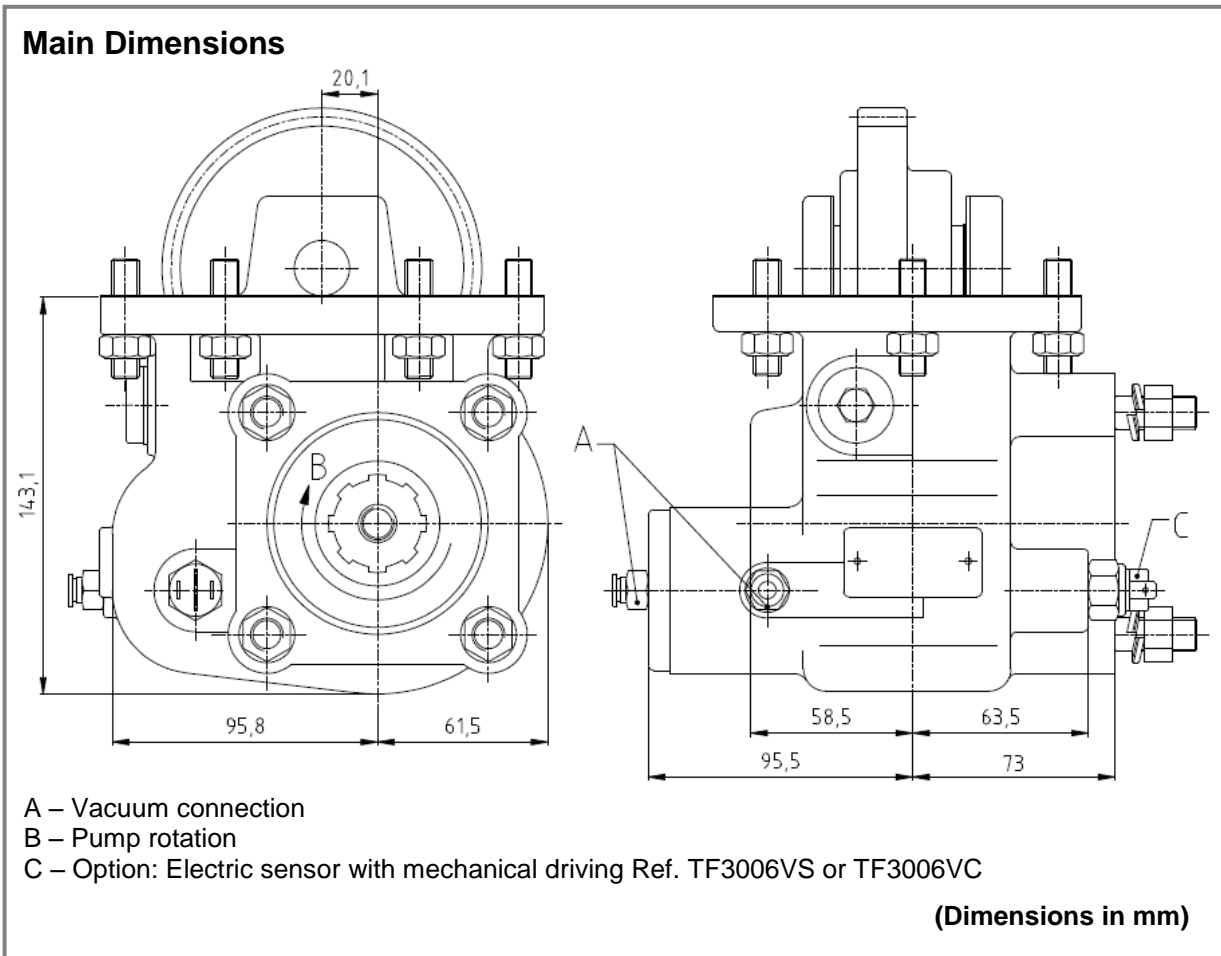 Main Dimensions
20,1
143,1
B
A
C
95,8
61,5
58,5
63,5
95,5
73
A – Vacuum connection
B – Pump rotation
C – Option: Electric sensor with mechanical driving Ref. TF3006VS or TF3006VC
(Dimensions in mm)